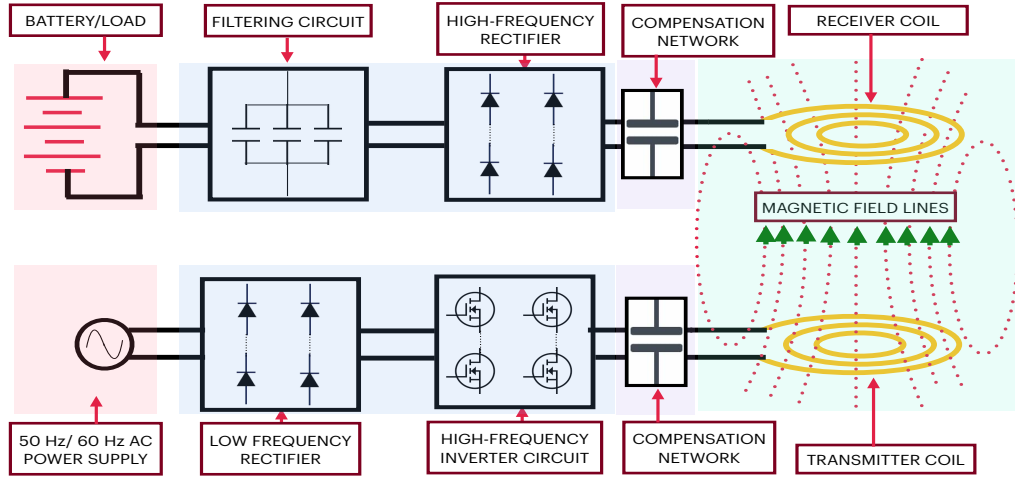 BATTERY/LOAD
FILTERING CIRCUIT
HIGH-FREQUENCY
RECTIFIER
COMPENSATION
NETWORK
RECEIVER COIL
MAGNETIC FIELD LINES
50 Hz/ 60 Hz AC
POWER SUPPLY
LOW FREQUENCY
RECTIFIER
HIGH-FREQUENCY
INVERTER CIRCUIT
COMPENSATION
NETWORK
TRANSMITTER COIL